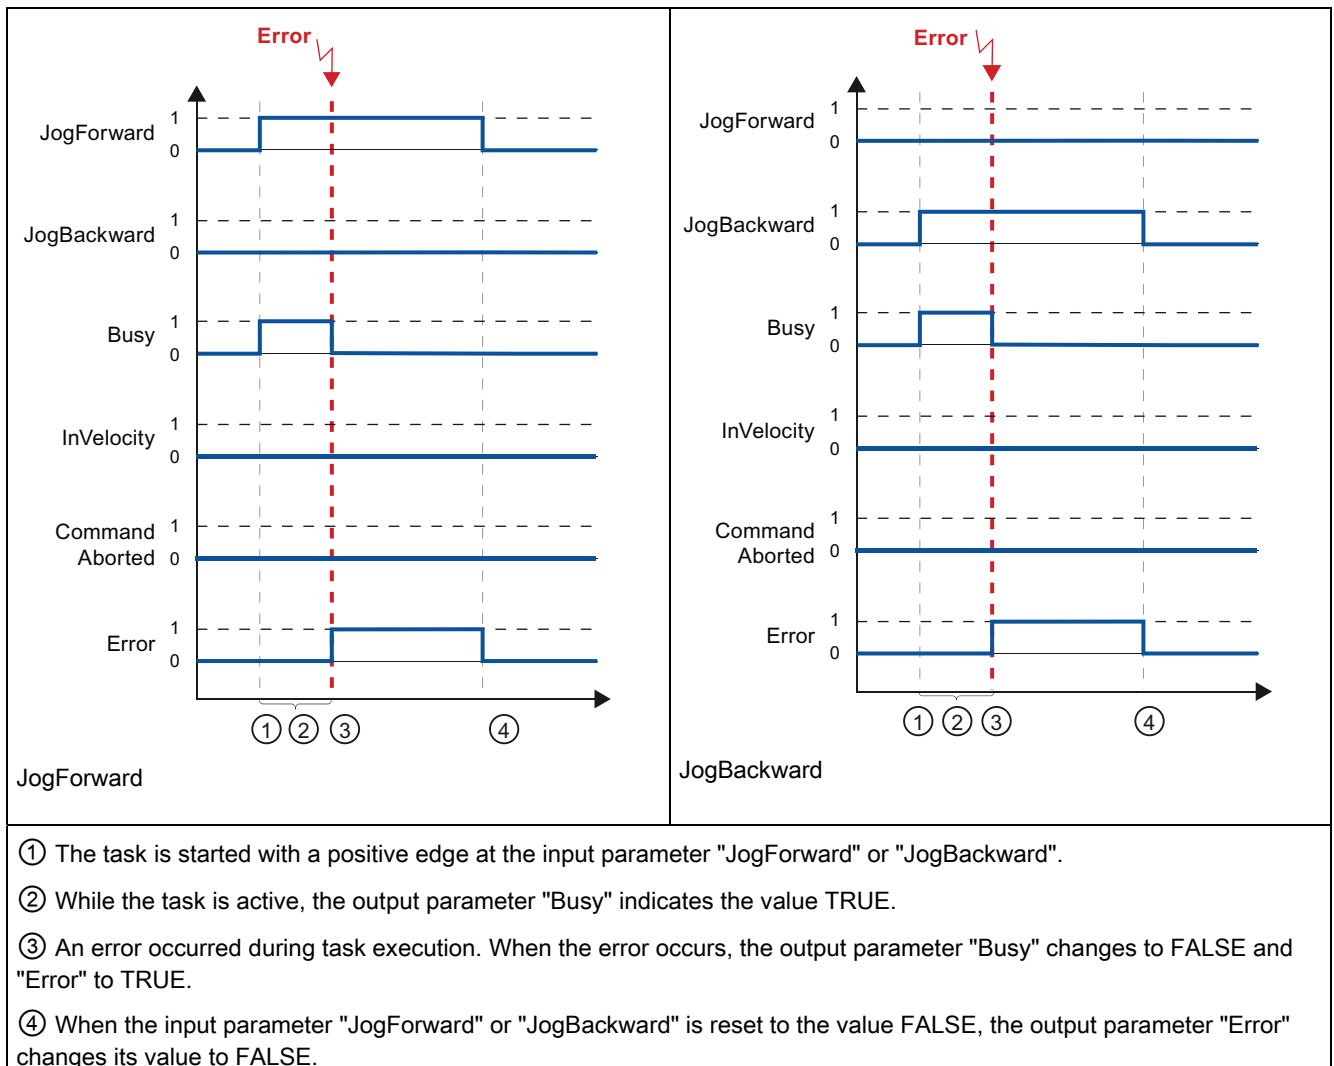 Error
JogForward
1
0
JogBackward
1
0
Busy
1
0
InVelocity
1
0
Command
Aborted
1
0
Error
1
0
① ② ③ ④
JogForward
Error
JogForward
1
0
JogBackward
1
0
Busy
1
0
InVelocity
1
0
Command
Aborted
1
0
Error
1
0
① ② ③ ④
JogBackward
① The task is started with a positive edge at the input parameter "JogForward" or "JogBackward".
② While the task is active, the output parameter "Busy" indicates the value TRUE.
③ An error occurred during task execution. When the error occurs, the output parameter "Busy" changes to FALSE and
"Error" to TRUE.
④ When the input parameter "JogForward" or "JogBackward" is reset to the value FALSE, the output parameter "Error"
changes its value to FALSE.